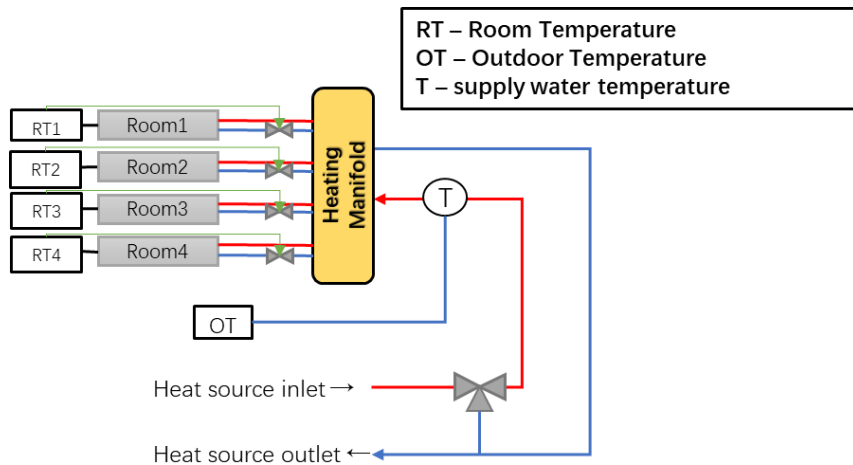 RT – Room Temperature
OT – Outdoor Temperature
T – supply water temperature
RT1
Room1
RT2
Room2
RT3
Room3
RT4
Room4
Heating
Manifold
T
OT
Heat source inlet →
Heat source outlet ←